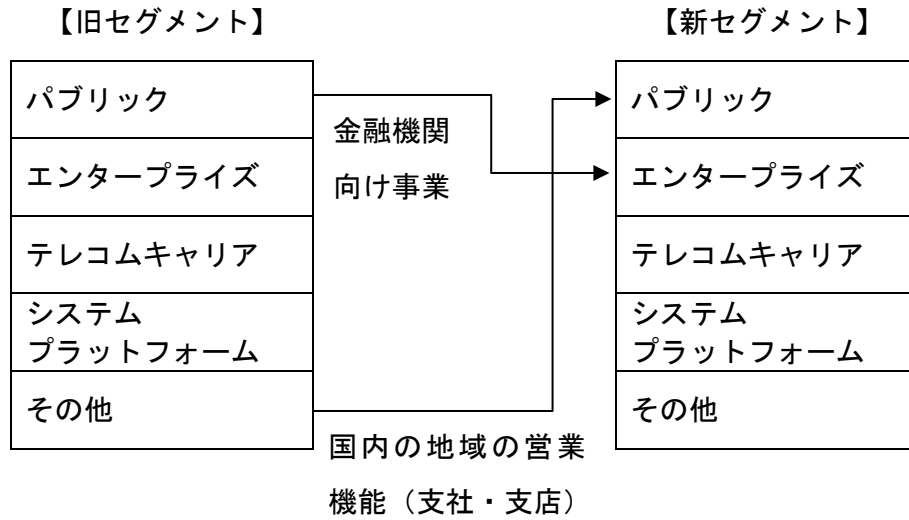 【旧セグメント】
【新セグメント】
パブリック
エンタープライズ
テレコムキャリア
システム
プラットフォーム
その他
金融機関
向け事業
国内の地域の営業
機能（支社・支店）
パブリック
エンタープライズ
テレコムキャリア
システム
プラットフォーム
その他